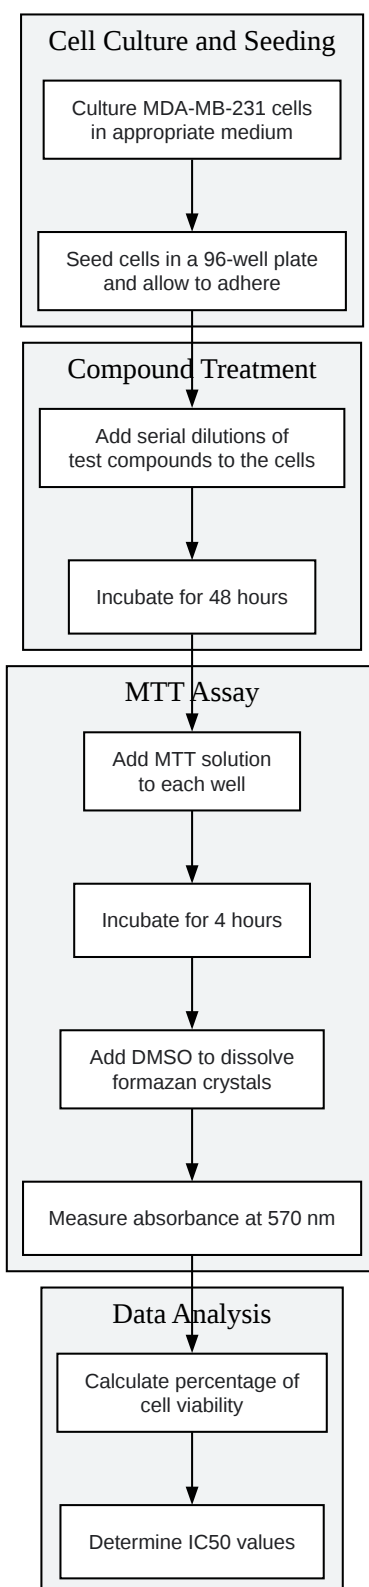 Cell Culture and Seeding
Culture MDA-MB-231 cells
in appropriate medium
Seed cells in a 96-well plate
and allow to adhere
Compound Treatment
Add serial dilutions of
test compounds to the cells
Incubate for 48 hours
MTT Assay
Add MTT solution
to each well
Incubate for 4 hours
Add DMSO to dissolve
formazan crystals
Measure absorbance at 570 nm
Data Analysis
Calculate percentage of
cell viability
Determine IC50 values